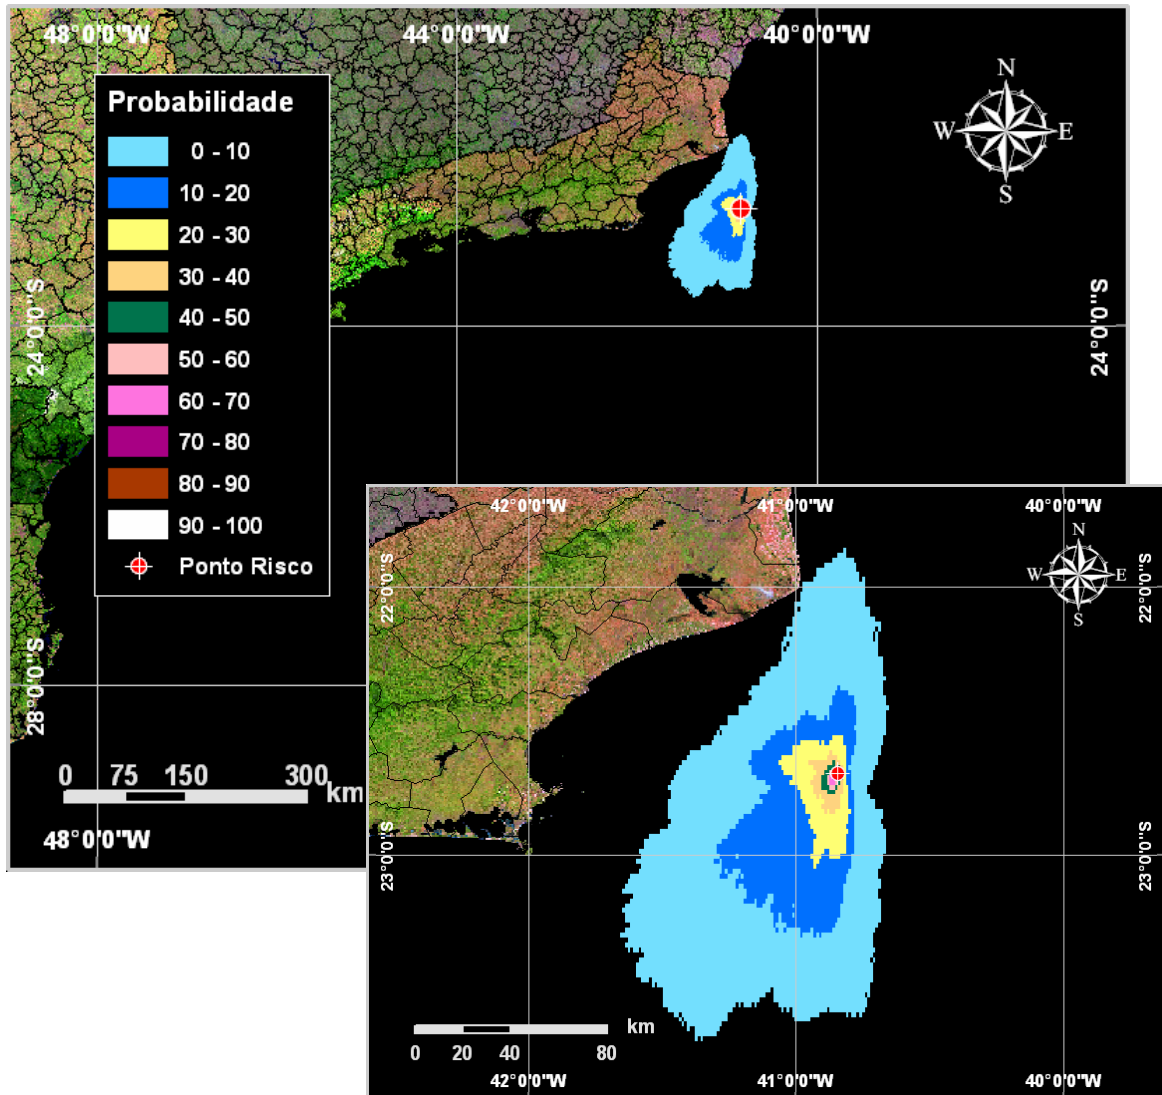 48°0'0"W 44°0'0"W 40°0'0"W
N
W E
S
Probabilidade
0 - 10
10 - 20
20 - 30
30 - 40
40 - 50
50 - 60
60 - 70
70 - 80
80 - 90
90 - 100
Ponto Risco
24°0'0"S
24°0'0"S
28°0'0"S
0 75 150 300 km
48°0'0"W
42°0'0"W 41°0'0"W 40°0'0"W
N
W E
S
22°0'0"S
22°0'0"S
23°0'0"S
23°0'0"S
km
0 20 40 80
42°0'0"W 41°0'0"W 40°0'0"W